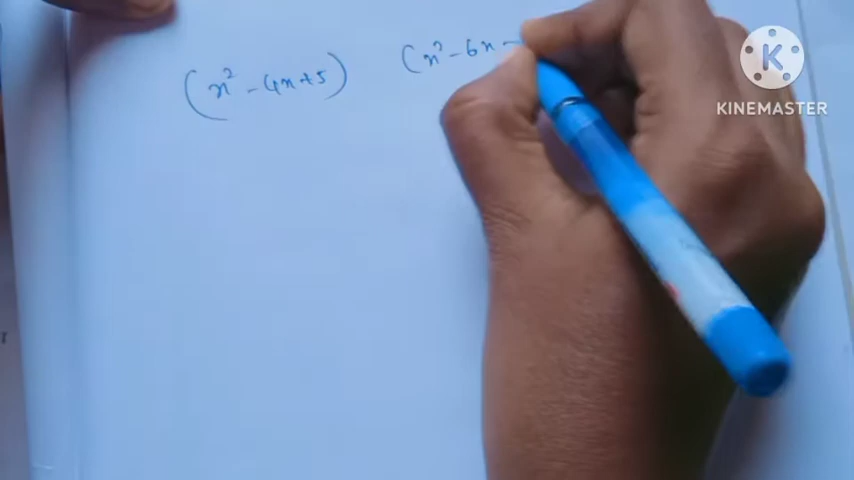 (x² - 4x + 5) (x² - 6x -
KINEMASTER